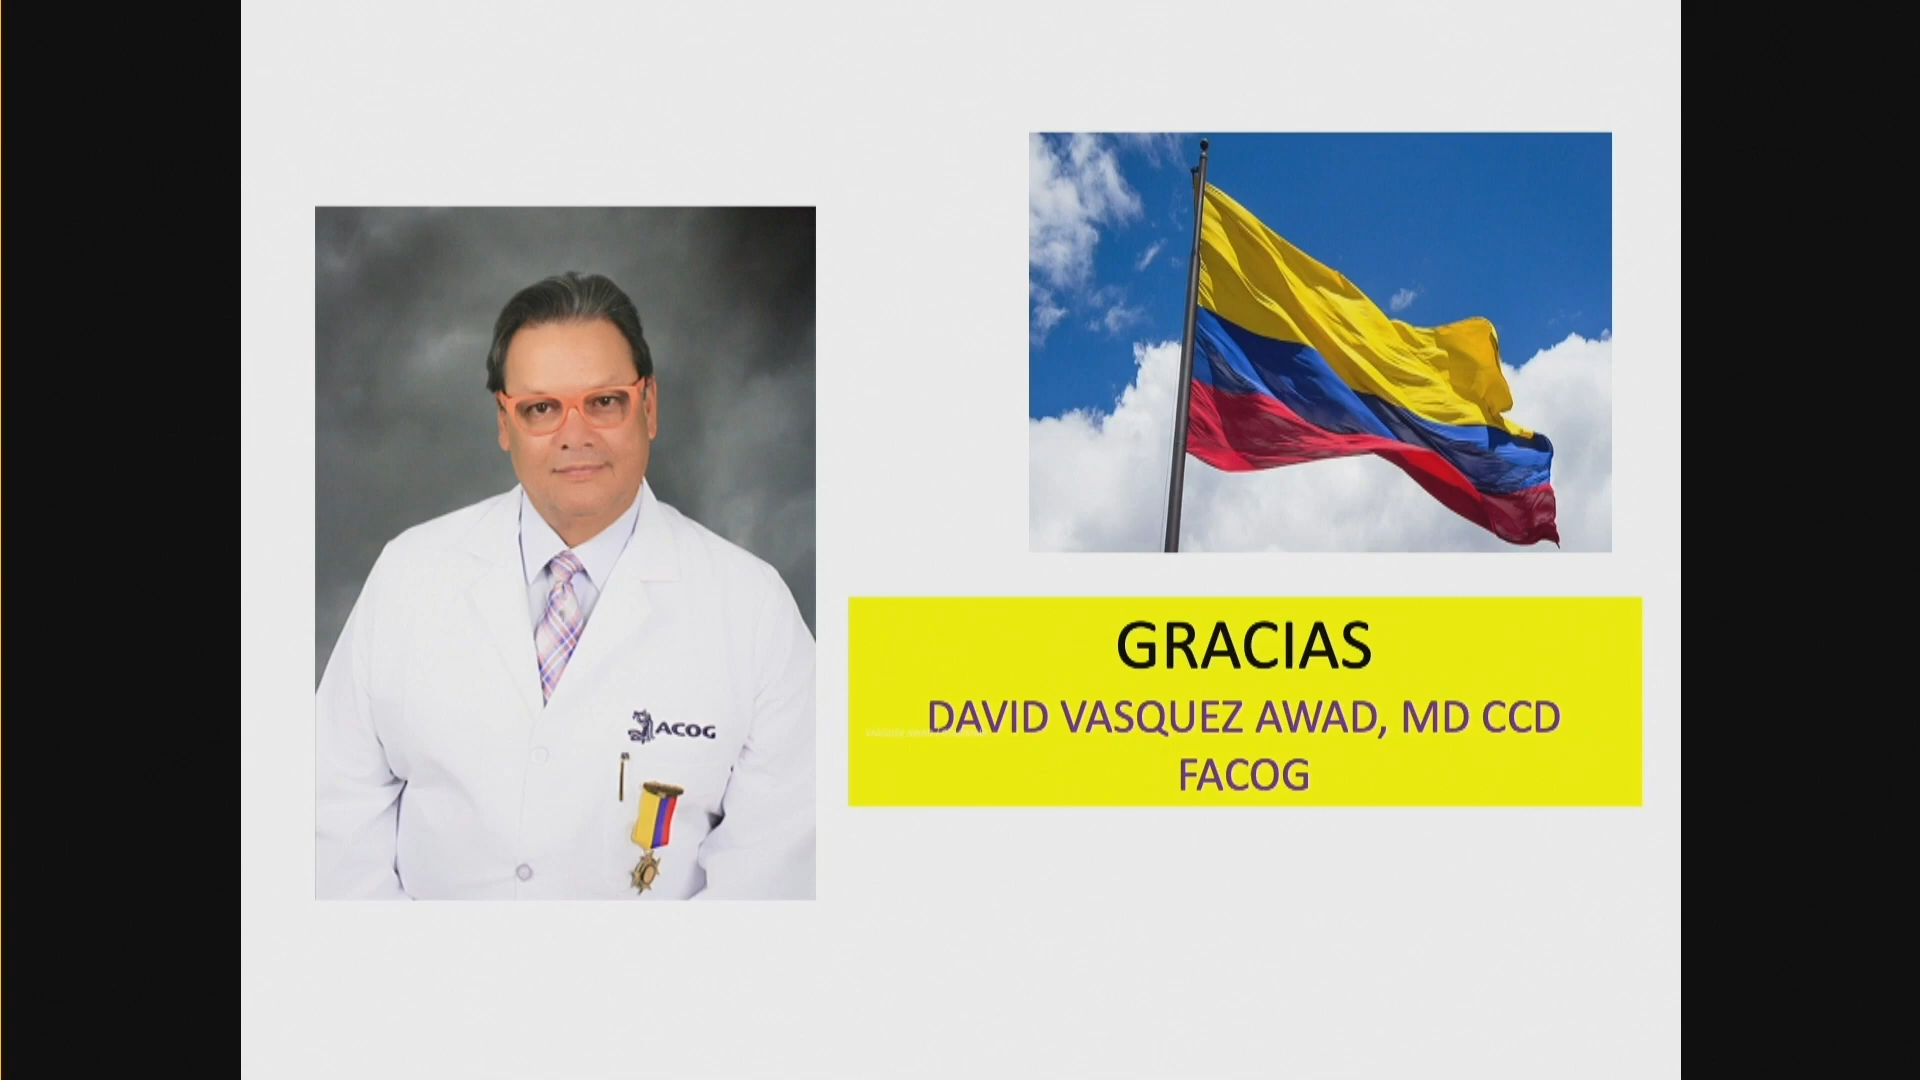 ACOG
GRACIAS
DAVID VASQUEZ AWAD, MD CCD
FACOG